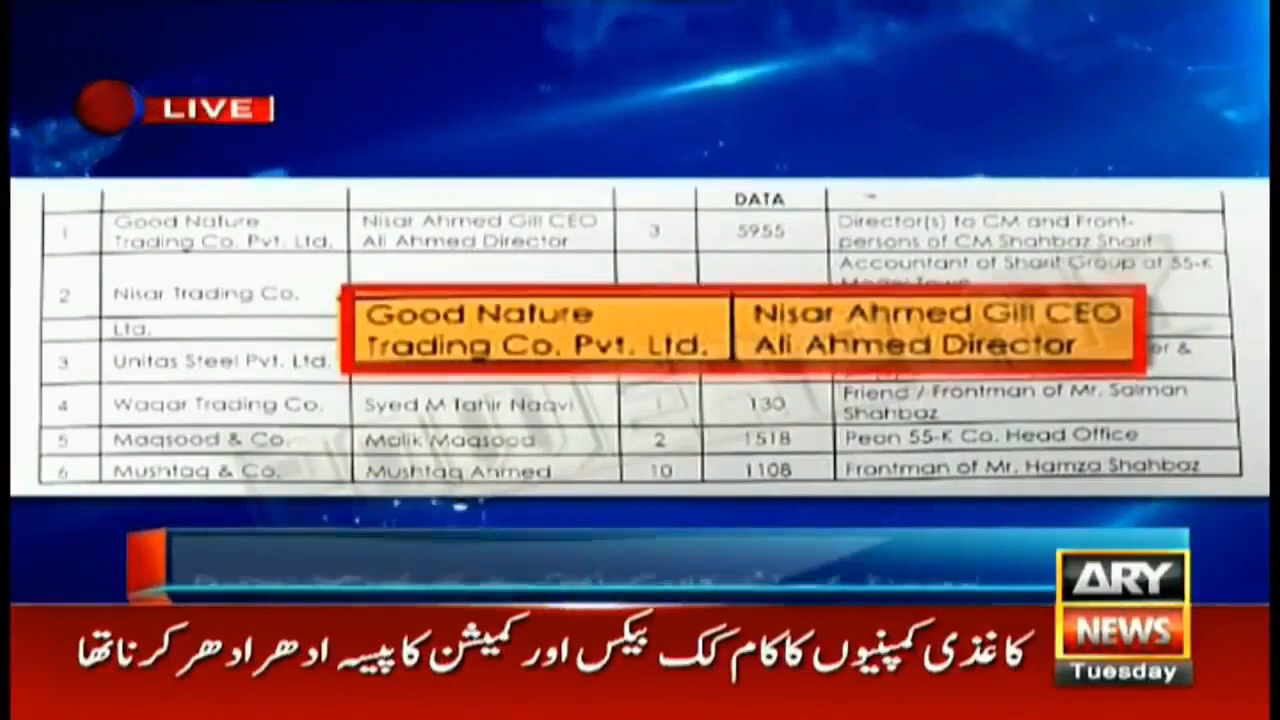 LIVE
DATA
1 Good Nature Nisar Ahmed Gill CEO 3 5955 Director(s) to CM and Front-
Trading Co. Pvt. Ltd. Ali Ahmed Director persons of CM Shahbaz Sharif
Accountant of Sharif Group at 55-K
2 Nisar Trading Co.
Good Nature Nisar Ahmed Gill CEO
Trading Co. Pvt. Ltd. Ali Ahmed Director
Ltd.
3 Unitas Steel Pvt. Ltd. &
4 Waqar Trading Co. Syed M Tahir Naqvi 1 130 Friend / Frontman of Mr. Salman
Shahbaz
5 Maqsood & Co. Malik Maqsood 2 1518 Peon 55-K Co. Head Office
6 Mushtaq & Co. Mushtaq Ahmed 10 1108 Frontman of Mr. Hamza Shahbaz
ARY
NEWS
Tuesday
کاغذی کمپنیوں کا کام کک بیکس اور کمیشن کا پیسہ ادھر ادھر کرنا تھا